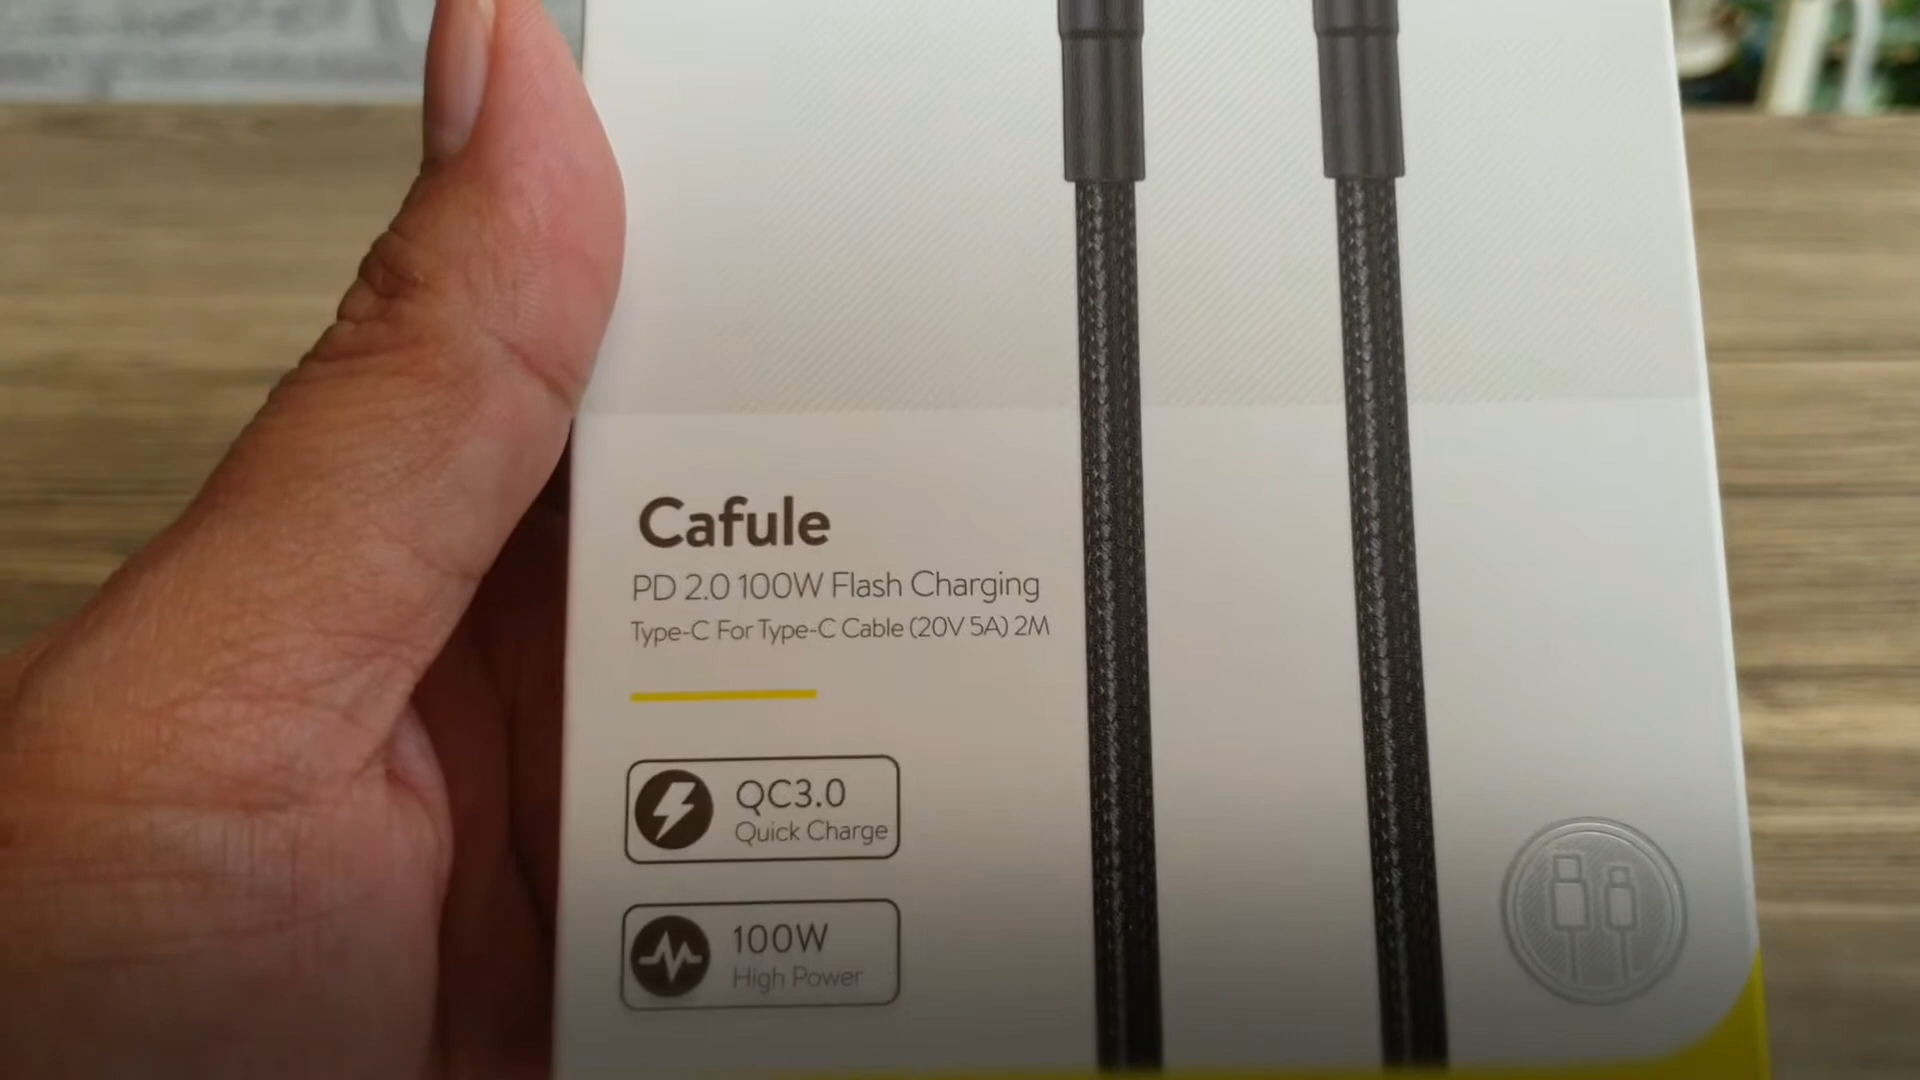 Cafule
PD 2.0 100W Flash Charging
Type-C For Type-C Cable (20V 5A) 2M
QC3.0
Quick Charge
100W
High Power